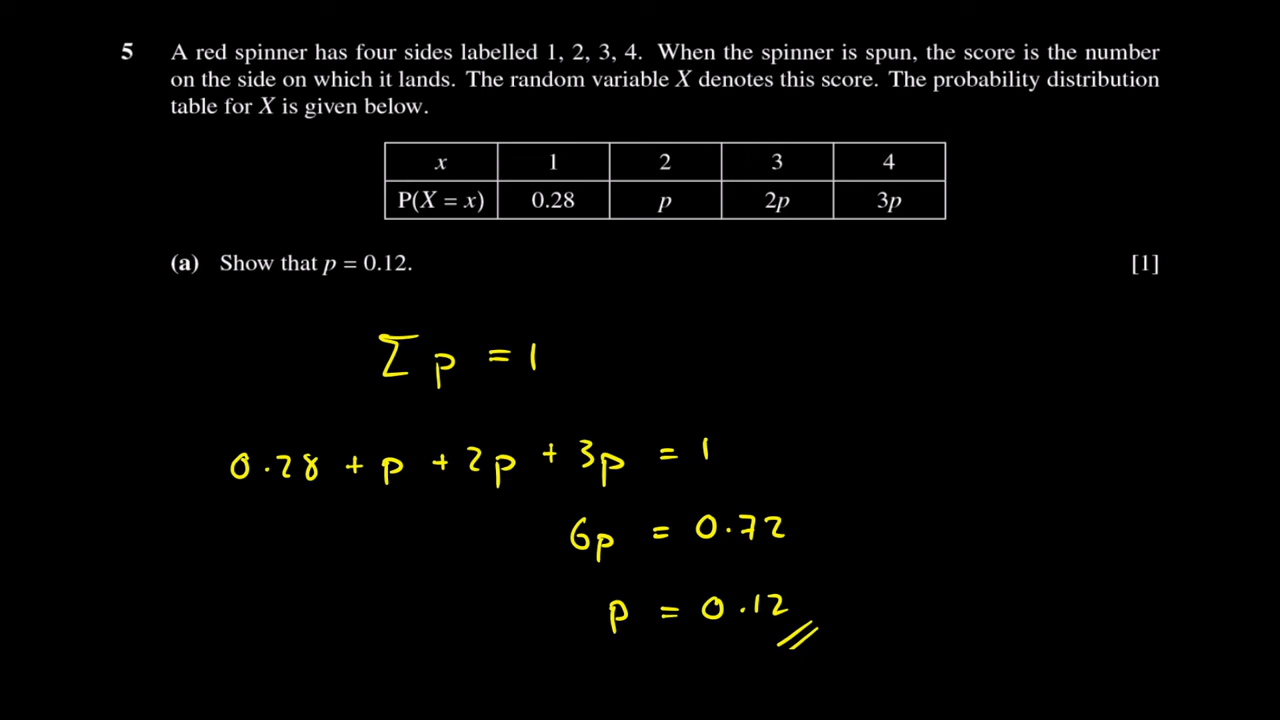 5 A red spinner has four sides labelled 1, 2, 3, 4. When the spinner is spun, the score is the number
on the side on which it lands. The random variable X denotes this score. The probability distribution
table for X is given below.
x 1 2 3 4
P(X = x) 0.28 p 2p 3p
(a) Show that p = 0.12. [1]
Σ p = 1
0.28 + p + 2p + 3p = 1
6p = 0.72
p = 0.12